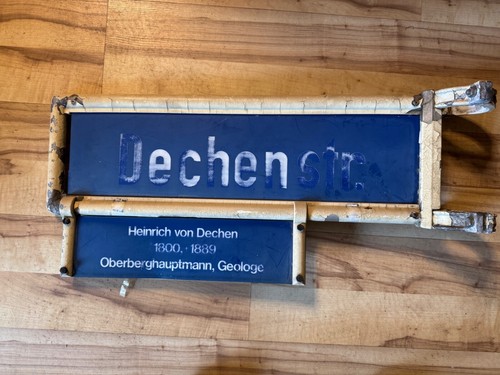 Dechenstr.
Heinrich von Dechen
1800 - 1889
Oberberghauptmann, Geologe